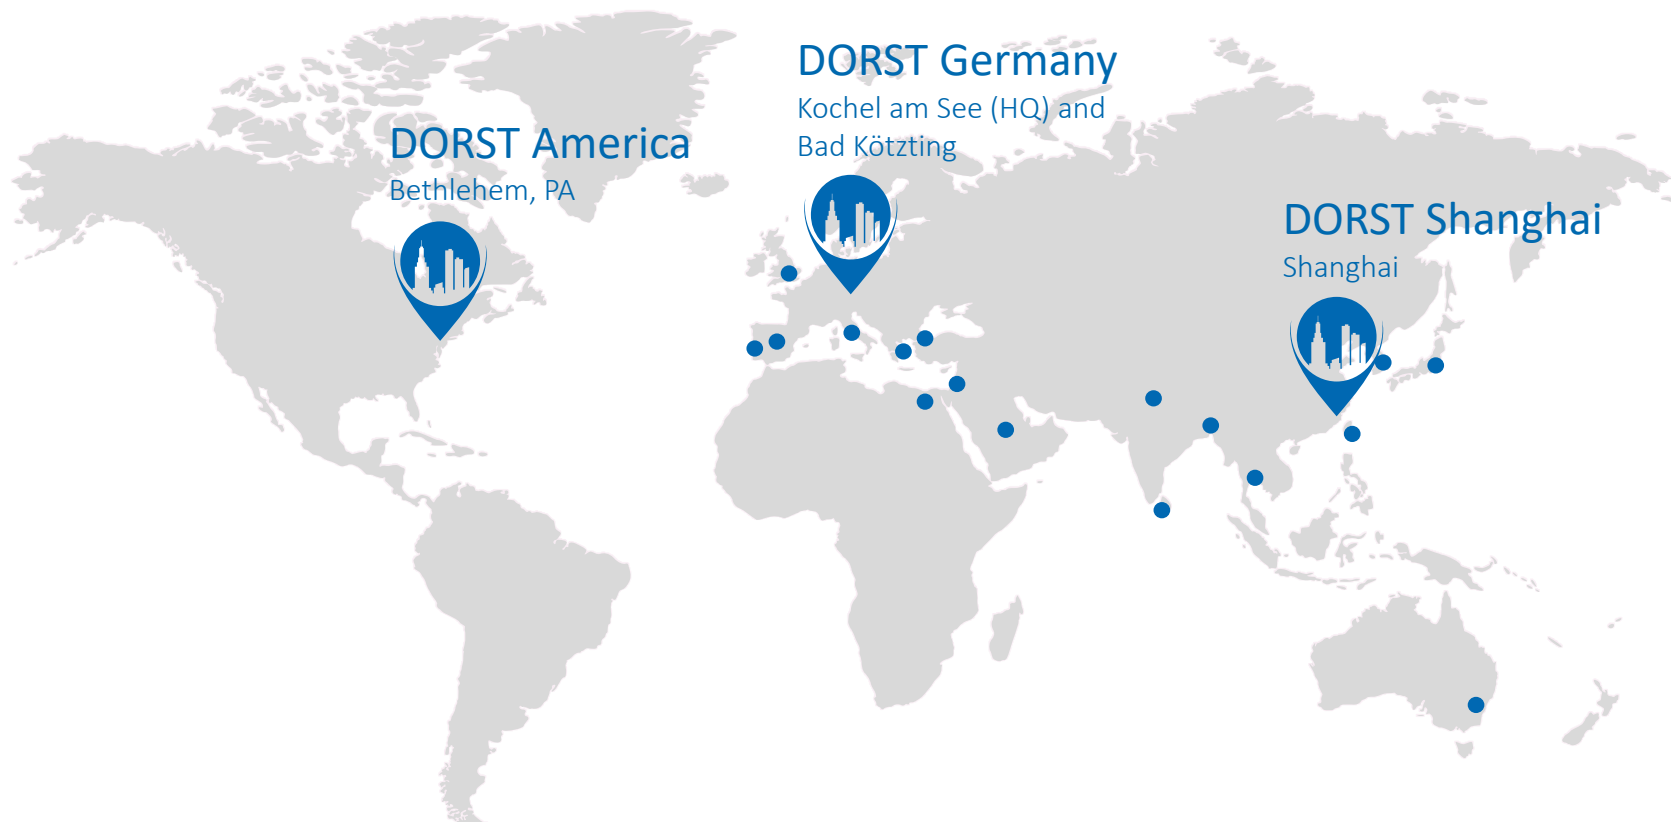 DORST Germany
Kochel am See (HQ) and
Bad Kötzting
DORST America
Bethlehem, PA
DORST Shanghai
Shanghai